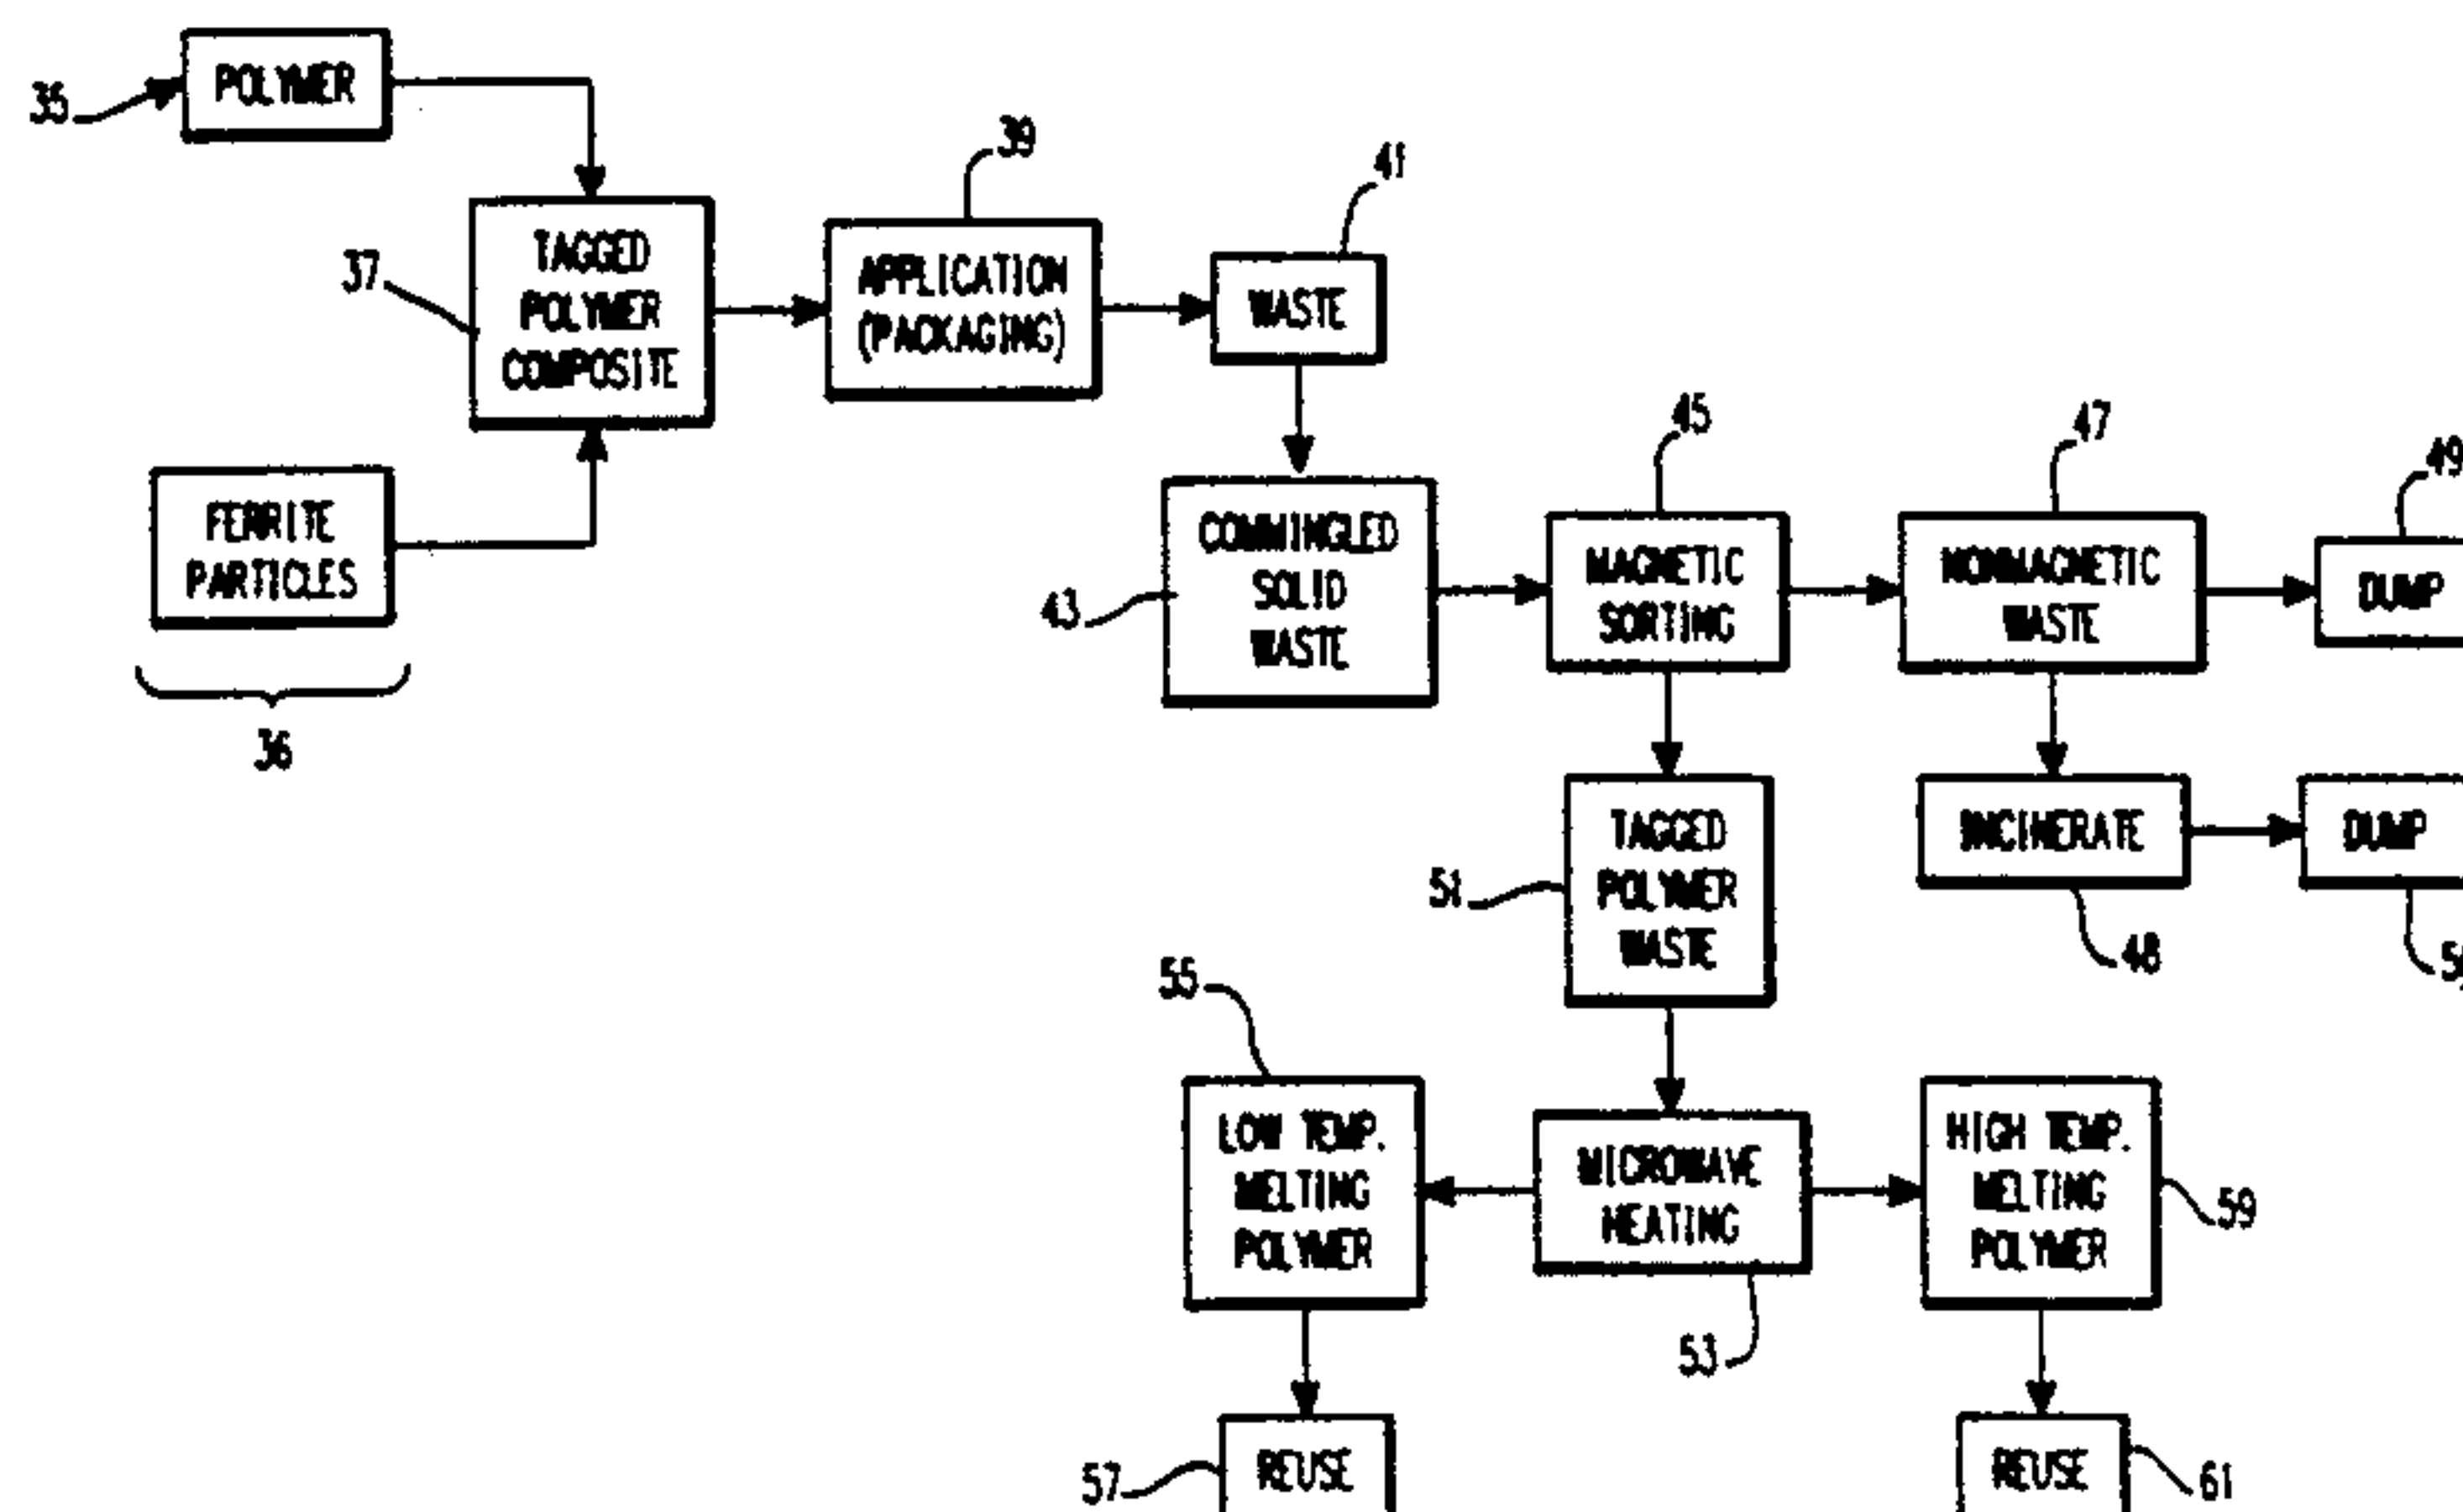 35
POLYMER
39
41
37
TAGGED
POLYMER
COMPOSITE
APPLICATION
(PACKAGING)
WASTE
45
47
49
FERRITE
PARTICLES
36
43
COMMINGLED
SOLID
WASTE
MAGNETIC
SORTING
NONMAGNETIC
WASTE
DUMP
51
TAGGED
POLYMER
WASTE
INCINERATE
DUMP
48
55
LOW TEMP.
MELTING
POLYMER
MICROWAVE
HEATING
HIGH TEMP.
MELTING
POLYMER
59
53
57
REUSE
REUSE
61